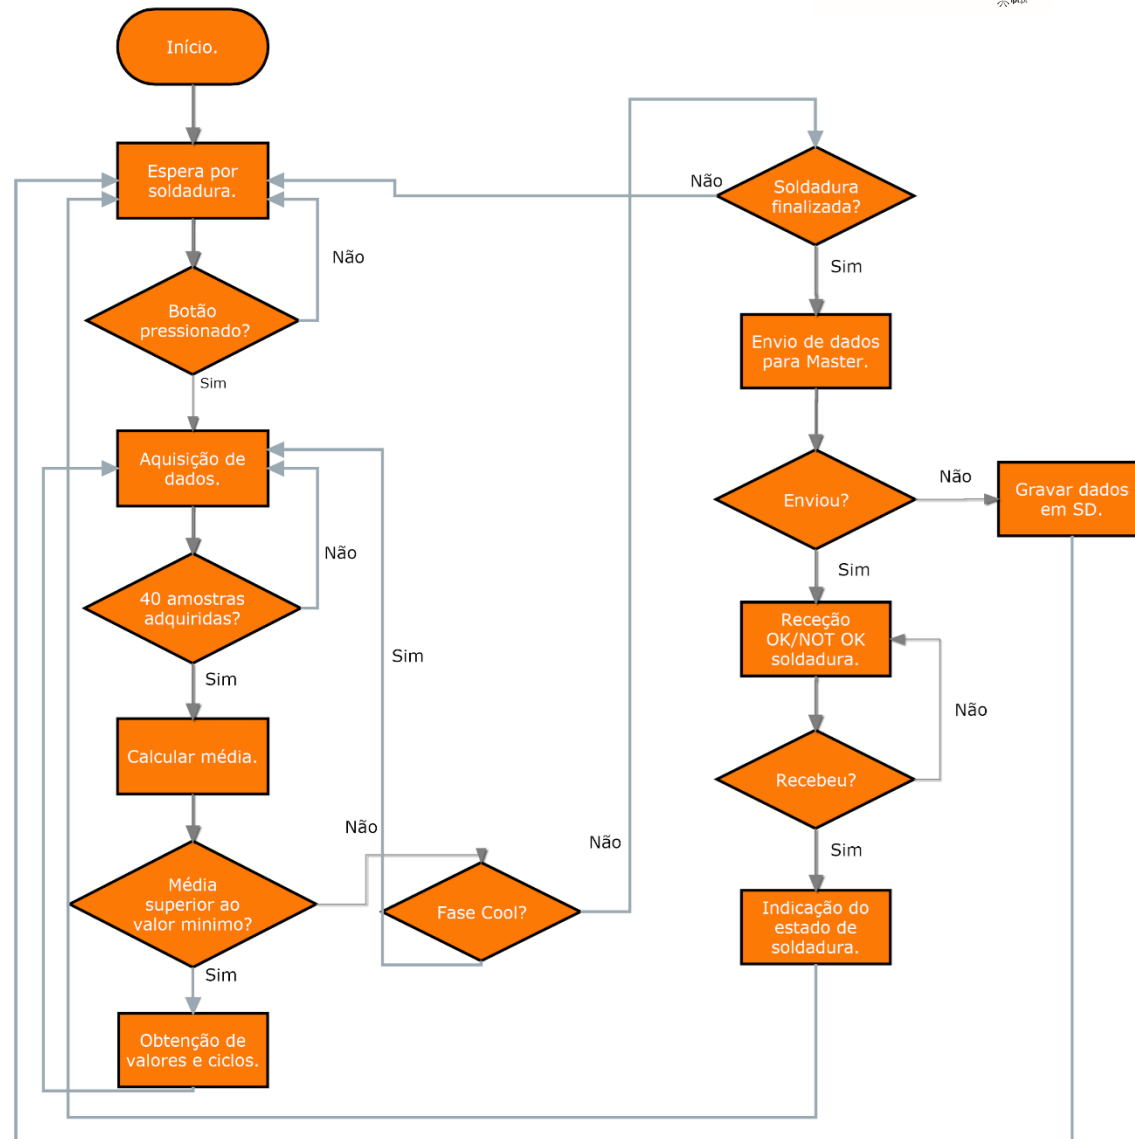 Início.
Espera por
soldadura.
Não
Botão
pressionado?
Sim
Aquisição de
dados.
Não
40 amostras
adquiridas?
Sim
Calcular média.
Não
Média
superior ao
valor minimo?
Sim
Obtenção de
valores e ciclos.
Sim
Fase Cool?
Não
Não
Soldadura
finalizada?
Sim
Envio de dados
para Master.
Enviou?
Não
Gravar dados
em SD.
Sim
Receção
OK/NOT OK
soldadura.
Não
Recebeu?
Sim
Indicação do
estado de
soldadura.